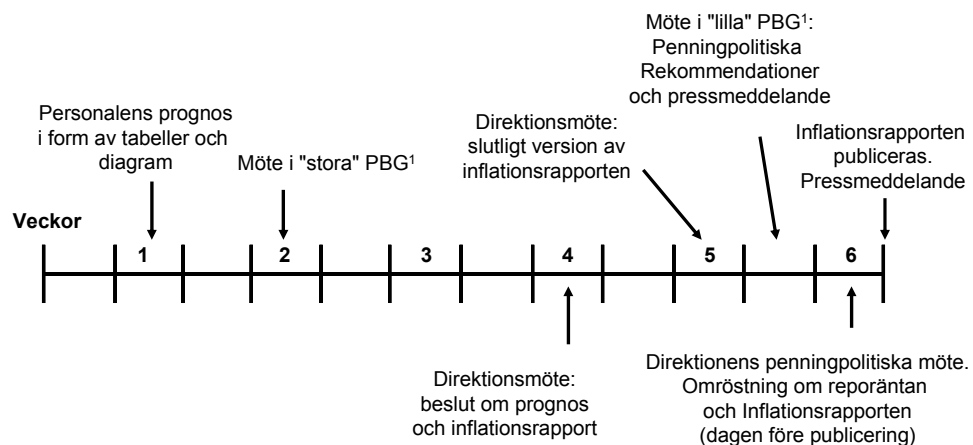 Möte i "lilla" PBG¹:
Penningpolitiska
Rekommendationer
och pressmeddelande
Personalens prognos
i form av tabeller och
diagram
Möte i "stora" PBG¹
Direktionsmöte:
slutligt version av
inflationsrapporten
Inflationsrapporten
publiceras.
Pressmeddelande
Veckor
1 2 3 4 5 6
Direktionsmöte:
beslut om prognos
och inflationsrapport
Direktionens penningpolitiska möte.
Omröstning om reporäntan
och Inflationsrapporten
(dagen före publicering)